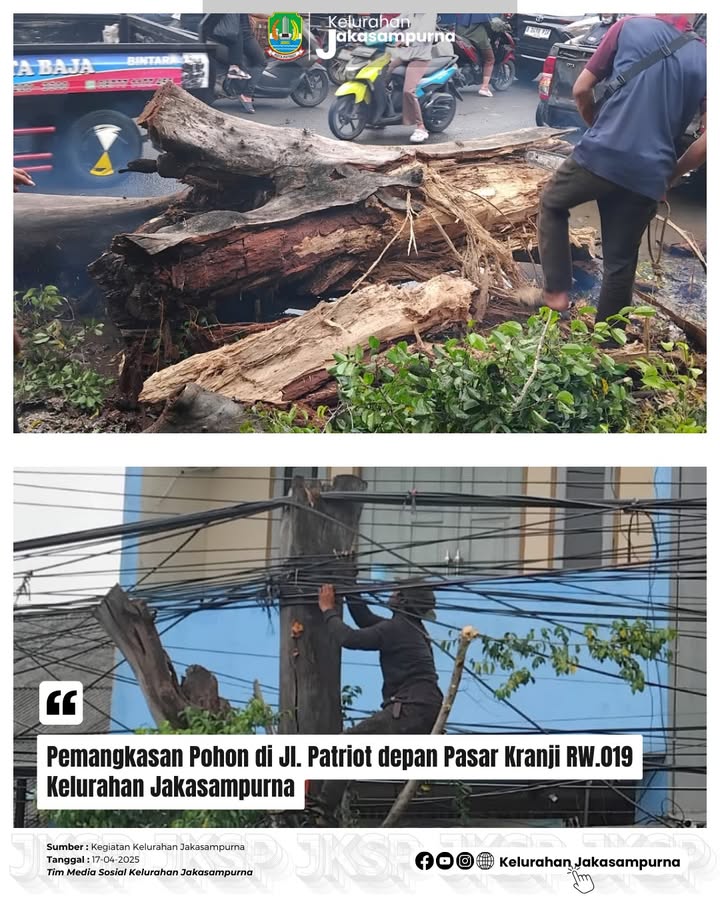 Kelurahan
Jakasampurna
TA BAJA
BINTARA
Pemangkasan Pohon di Jl. Patriot depan Pasar Kranji RW.019
Kelurahan Jakasampurna
JKSP JKSP JKSP JKSP JKSP
Sumber : Kegiatan Kelurahan Jakasampurna
Tanggal : 17-04-2025
Tim Media Sosial Kelurahan Jakasampurna
Kelurahan Jakasampurna